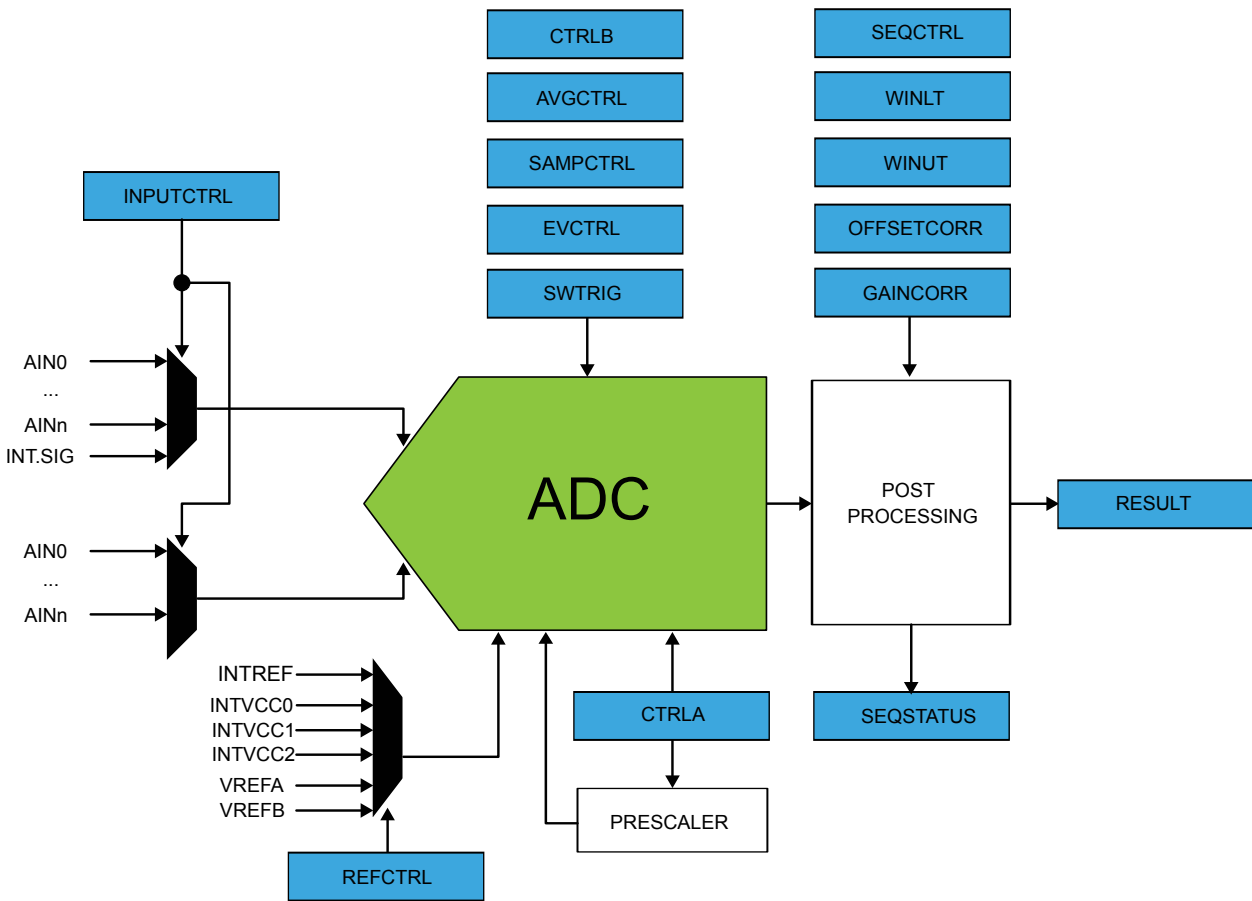 CTRLB
AVGCTRL
SAMPCTRL
EVCTRL
SWTRIG
SEQCTRL
WINLT
WINUT
OFFSETCORR
GAINCORR
INPUTCTRL
AIN0
...
AINn
INT.SIG
AIN0
...
AINn
ADC
POST
PROCESSING
RESULT
INTREF
INTVCC0
INTVCC1
INTVCC2
VREFA
VREFB
CTRLA
SEQSTATUS
PRESCALER
REFCTRL